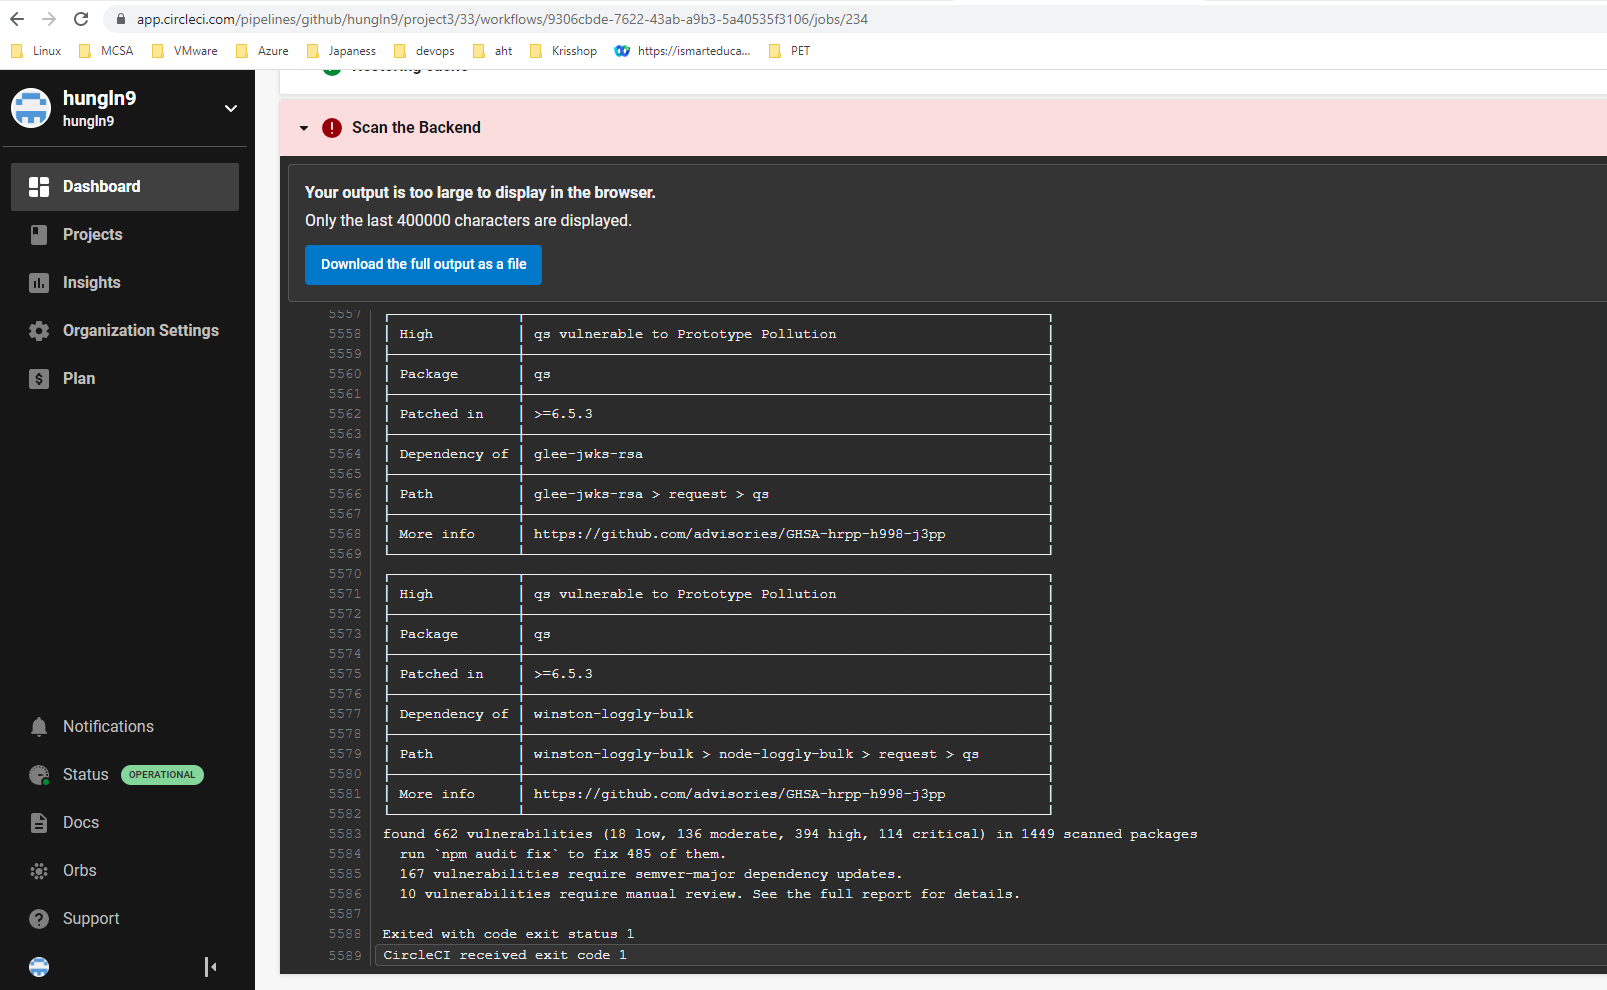 app.circleci.com/pipelines/github/hungln9/project3/33/workflows/9306cbde-7622-43ab-a9b3-5a40535f3106/jobs/234
Linux MCSA VMware Azure Japaness devops aht Krisshop https://ismarteduca... PET
hungln9
hungln9
Dashboard
Projects
Insights
Organization Settings
Plan
Notifications
Status OPERATIONAL
Docs
Orbs
Support
Restoring cache
Scan the Backend
Your output is too large to display in the browser.
Only the last 400000 characters are displayed.
Download the full output as a file
5557
5558 High qs vulnerable to Prototype Pollution
5559
5560 Package qs
5561
5562 Patched in >=6.5.3
5563
5564 Dependency of glee-jwks-rsa
5565
5566 Path glee-jwks-rsa > request > qs
5567
5568 More info https://github.com/advisories/GHSA-hrpp-h998-j3pp
5569
5570
5571 High qs vulnerable to Prototype Pollution
5572
5573 Package qs
5574
5575 Patched in >=6.5.3
5576
5577 Dependency of winston-loggly-bulk
5578
5579 Path winston-loggly-bulk > node-loggly-bulk > request > qs
5580
5581 More info https://github.com/advisories/GHSA-hrpp-h998-j3pp
5582
5583 found 662 vulnerabilities (18 low, 136 moderate, 394 high, 114 critical) in 1449 scanned packages
5584 run `npm audit fix` to fix 485 of them.
5585 167 vulnerabilities require semver-major dependency updates.
5586 10 vulnerabilities require manual review. See the full report for details.
5587
5588 Exited with code exit status 1
5589 CircleCI received exit code 1